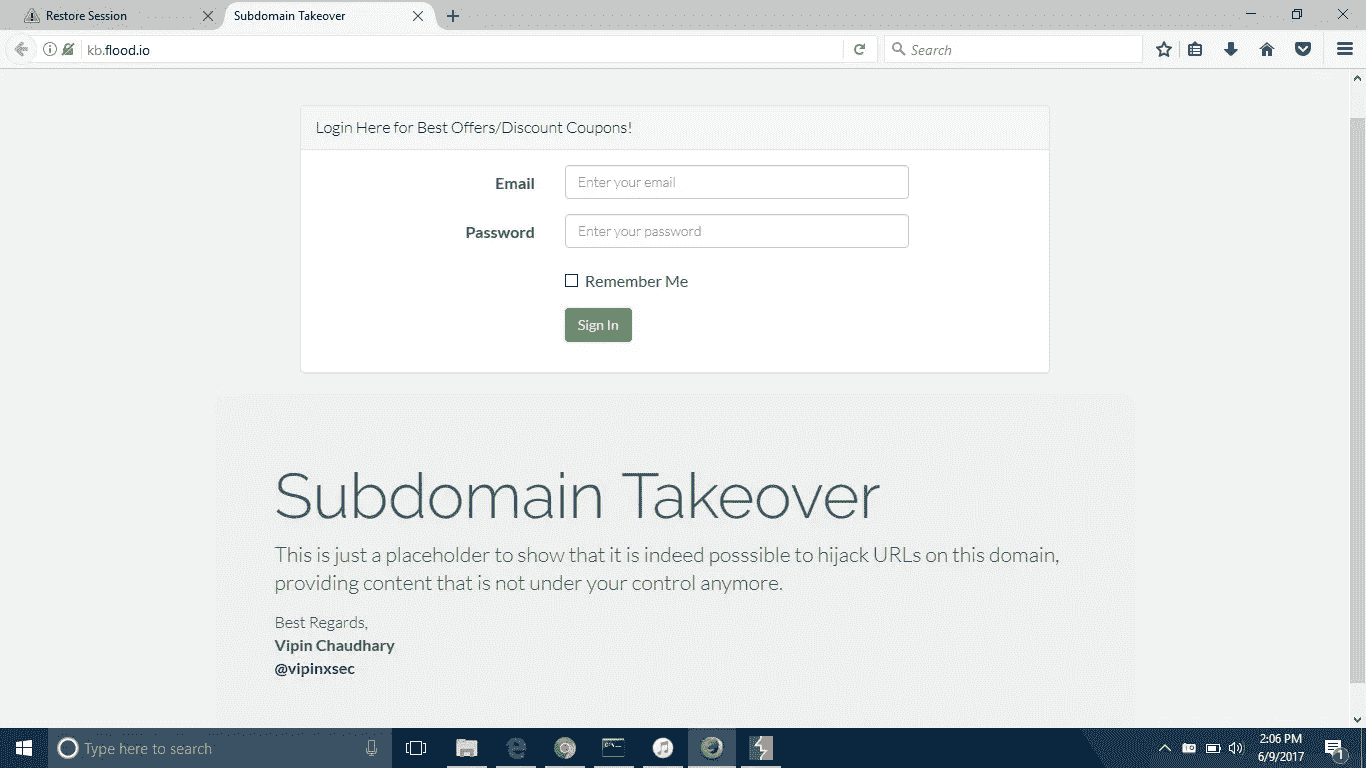 Restore Session
Subdomain Takeover
kb.flood.io
Search
Login Here for Best Offers/Discount Coupons!
Email
Enter your email
Password
Enter your password
Remember Me
Sign In
Subdomain Takeover
This is just a placeholder to show that it is indeed posssible to hijack URLs on this domain,
providing content that is not under your control anymore.
Best Regards,
Vipin Chaudhary
@vipinxsec
Type here to search
2:06 PM
6/9/2017
1